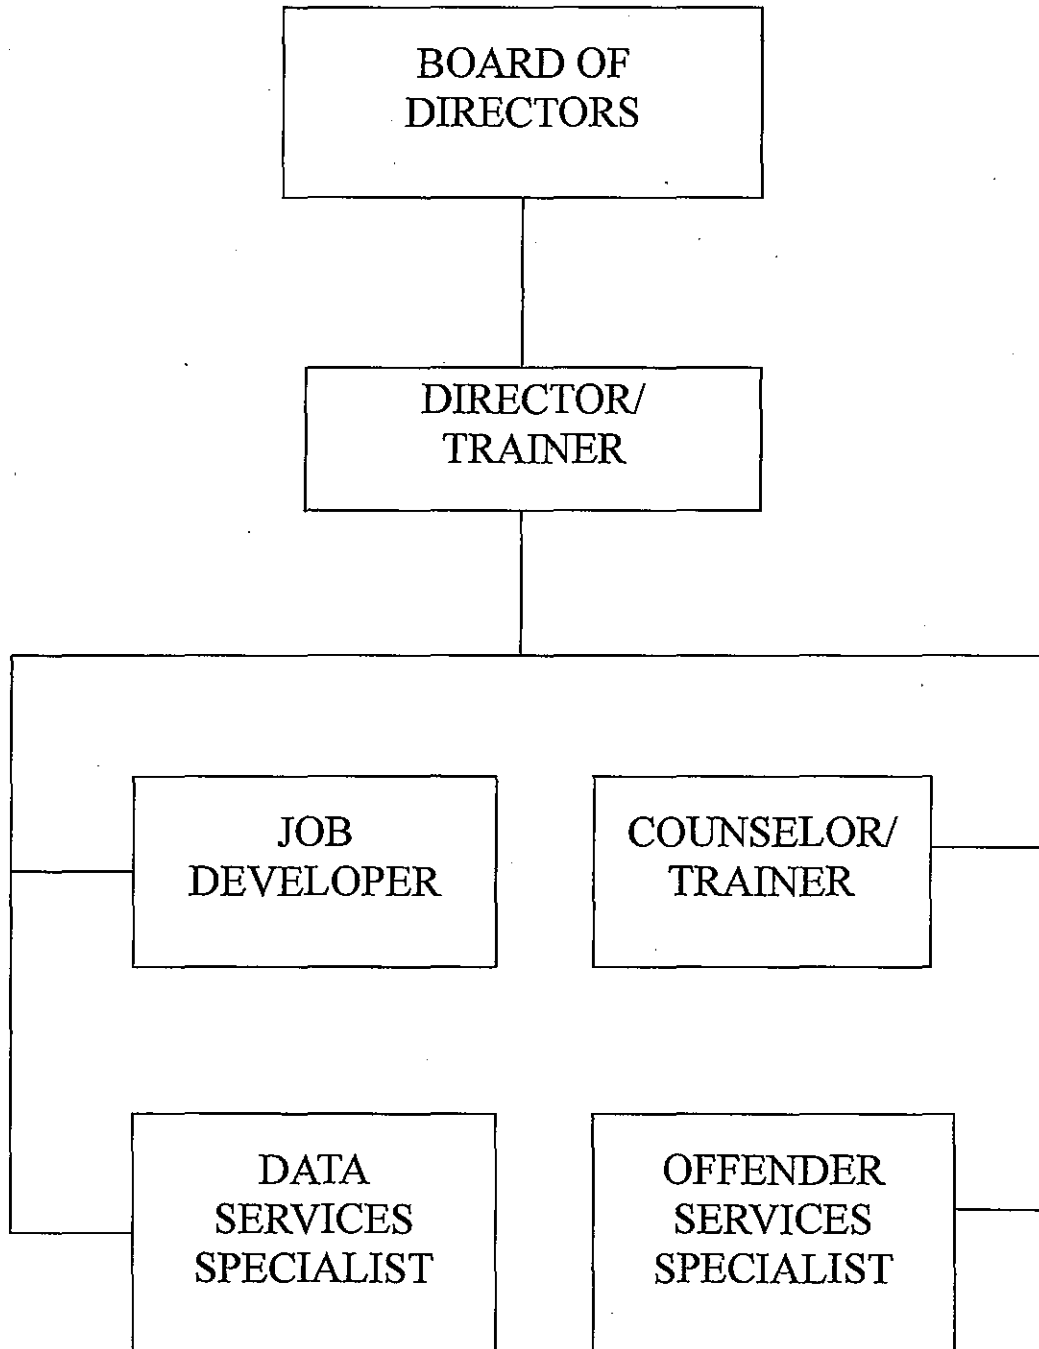 BOARD OF
DIRECTORS
DIRECTOR/
TRAINER
JOB
DEVELOPER
COUNSELOR/
TRAINER
DATA
SERVICES
SPECIALIST
OFFENDER
SERVICES
SPECIALIST